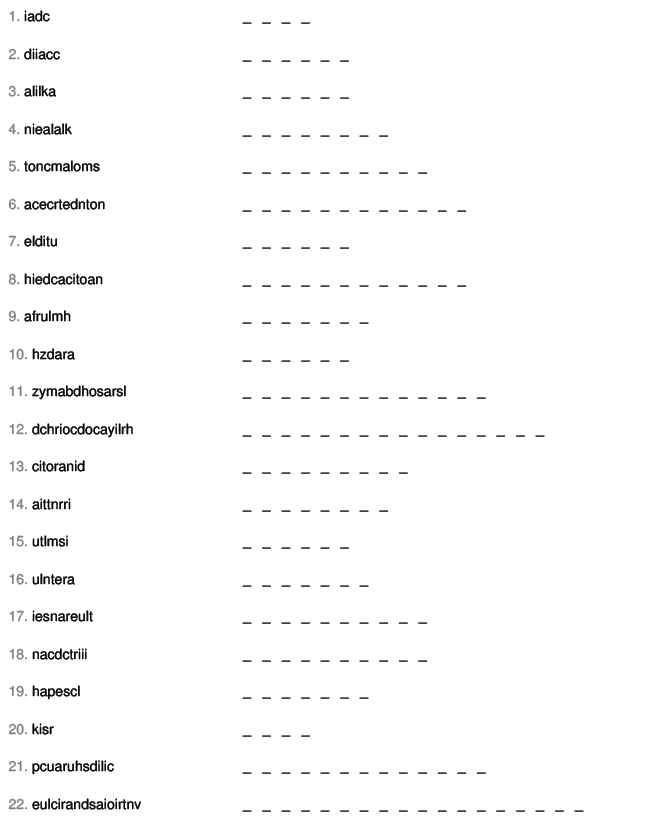 1. iadc _ _ _ _
2. diiacc _ _ _ _ _ _
3. alilka _ _ _ _ _ _
4. niealalk _ _ _ _ _ _ _ _
5. toncmaloms _ _ _ _ _ _ _ _ _ _
6. acecrtednton _ _ _ _ _ _ _ _ _ _ _ _
7. elditu _ _ _ _ _ _
8. hiedcacitoan _ _ _ _ _ _ _ _ _ _ _ _
9. afrulmh _ _ _ _ _ _ _
10. hzdara _ _ _ _ _ _
11. zymabdhosarsl _ _ _ _ _ _ _ _ _ _ _ _ _
12. dchriocdocayilrh _ _ _ _ _ _ _ _ _ _ _ _ _ _ _ _
13. citoranid _ _ _ _ _ _ _ _ _
14. aittnrri _ _ _ _ _ _ _ _
15. utlmsi _ _ _ _ _ _
16. ulntera _ _ _ _ _ _ _
17. iesnareult _ _ _ _ _ _ _ _ _ _
18. nacdctriii _ _ _ _ _ _ _ _ _ _
19. hapescl _ _ _ _ _ _ _
20. kisr _ _ _ _
21. pcuaruhsdilic _ _ _ _ _ _ _ _ _ _ _ _ _
22. eulcirandsaioirtnv _ _ _ _ _ _ _ _ _ _ _ _ _ _ _ _ _ _